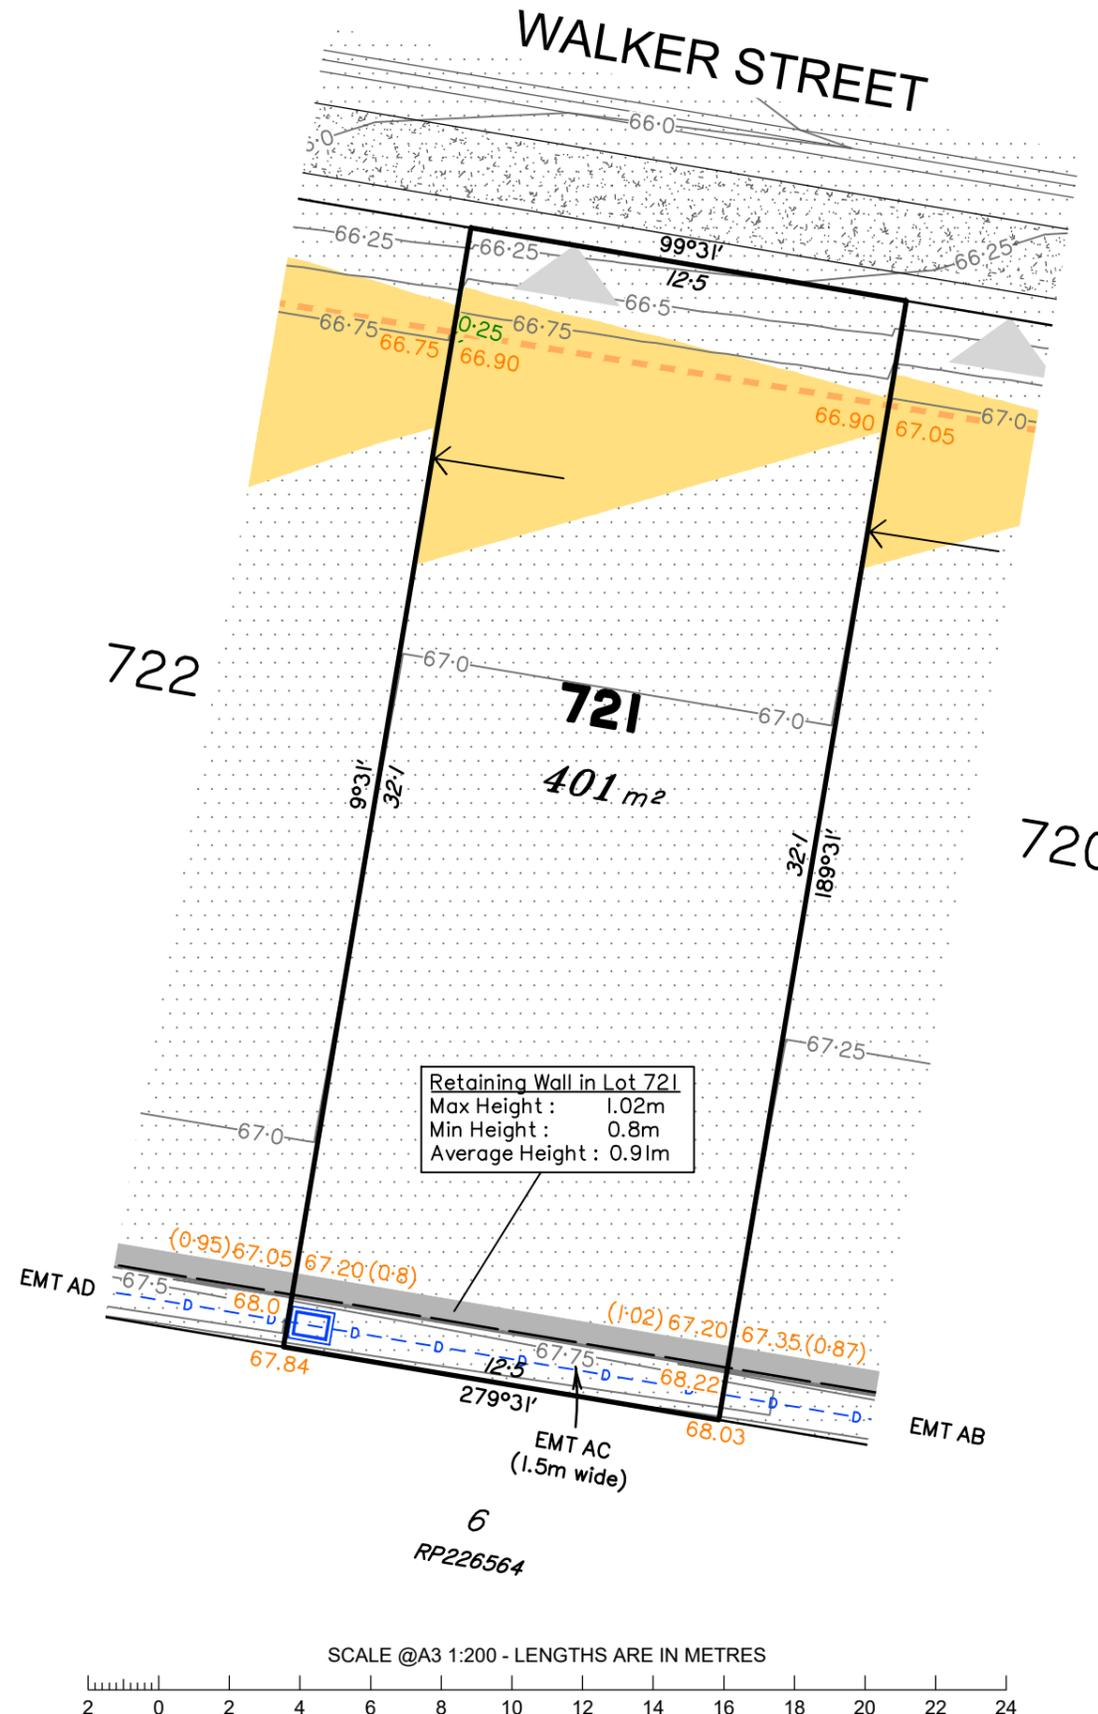 WALKER STREET
66·0
·0
66·25
66·25
99°31'
12·5
66·25
66·5
66·75
0·25
66·75
66.75
66.90
66.90
67.05
67·0
722
67·0
721
67·0
401 m²
9°31'
32·1
32·1
189°31'
720
67·25
67·0
Retaining Wall in Lot 721
Max Height : 1.02m
Min Height : 0.8m
Average Height : 0.91m
(0·95) 67.05
67.20 (0·8)
EMT AD
67·5
68.0
D
D
D
D
D
D
D
D
D
(1·02) 67.20
67.35 (0·87)
67·75
68.22
67.84
12·5
279°31'
68.03
EMT AB
EMT AC
(1.5m wide)
6
RP226564
SCALE @A3 1:200 - LENGTHS ARE IN METRES
2 0 2 4 6 8 10 12 14 16 18 20 22 24